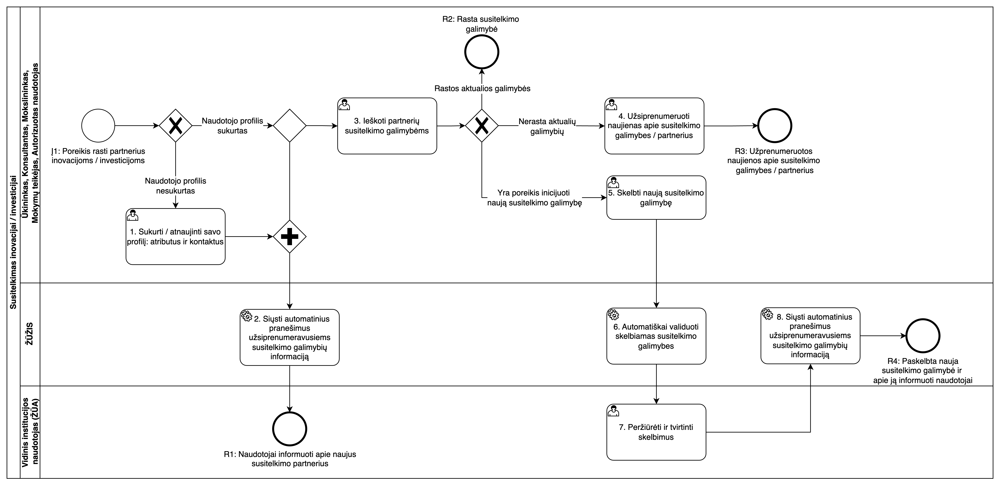 Susitelkimas inovacijai / investicijai
Ūkininkas, Konsultantas, Mokslininkas,
Mokymų teikėjas, Autorizuotas naudotojas
Į1: Poreikis rasti partnerius
inovacijoms / investicijoms
Naudotojo profilis
sukurtas
Naudotojo profilis
nesukurtas
1. Sukurti / atnaujinti savo
profilį: atributus ir kontaktus
3. Ieškoti partnerių
susitelkimo galimybėms
R2: Rasta susitelkimo
galimybė
Rastos aktualios galimybės
Nerasta aktualių
galimybių
4. Užsiprenumeruoti
naujienas apie susitelkimo
galimybes / partnerius
R3: Užprenumeruotos
naujienos apie susitelkimo
galimybes / partnerius
Yra poreikis inicijuoti
naują susitelkimo galimybę
5. Skelbti naują susitelkimo
galimybę
ŽŪŽIS
2. Siųsti automatinius
pranešimus
užsiprenumeravusiems
susitelkimo galimybių
informaciją
6. Automatiškai validuoti
skelbiamas susitelkimo
galimybes
8. Siųsti automatinius
pranešimus
užsiprenumeravusiems
susitelkimo galimybių
informaciją
R4: Paskelbta nauja
susitelkimo galimybė ir
apie ją informuoti naudotojai
Vidinis institucijos
naudotojas (ŽŪA)
R1: Naudotojai informuoti apie naujus
susitelkimo partnerius
7. Peržiūrėti ir tvirtinti
skelbimus